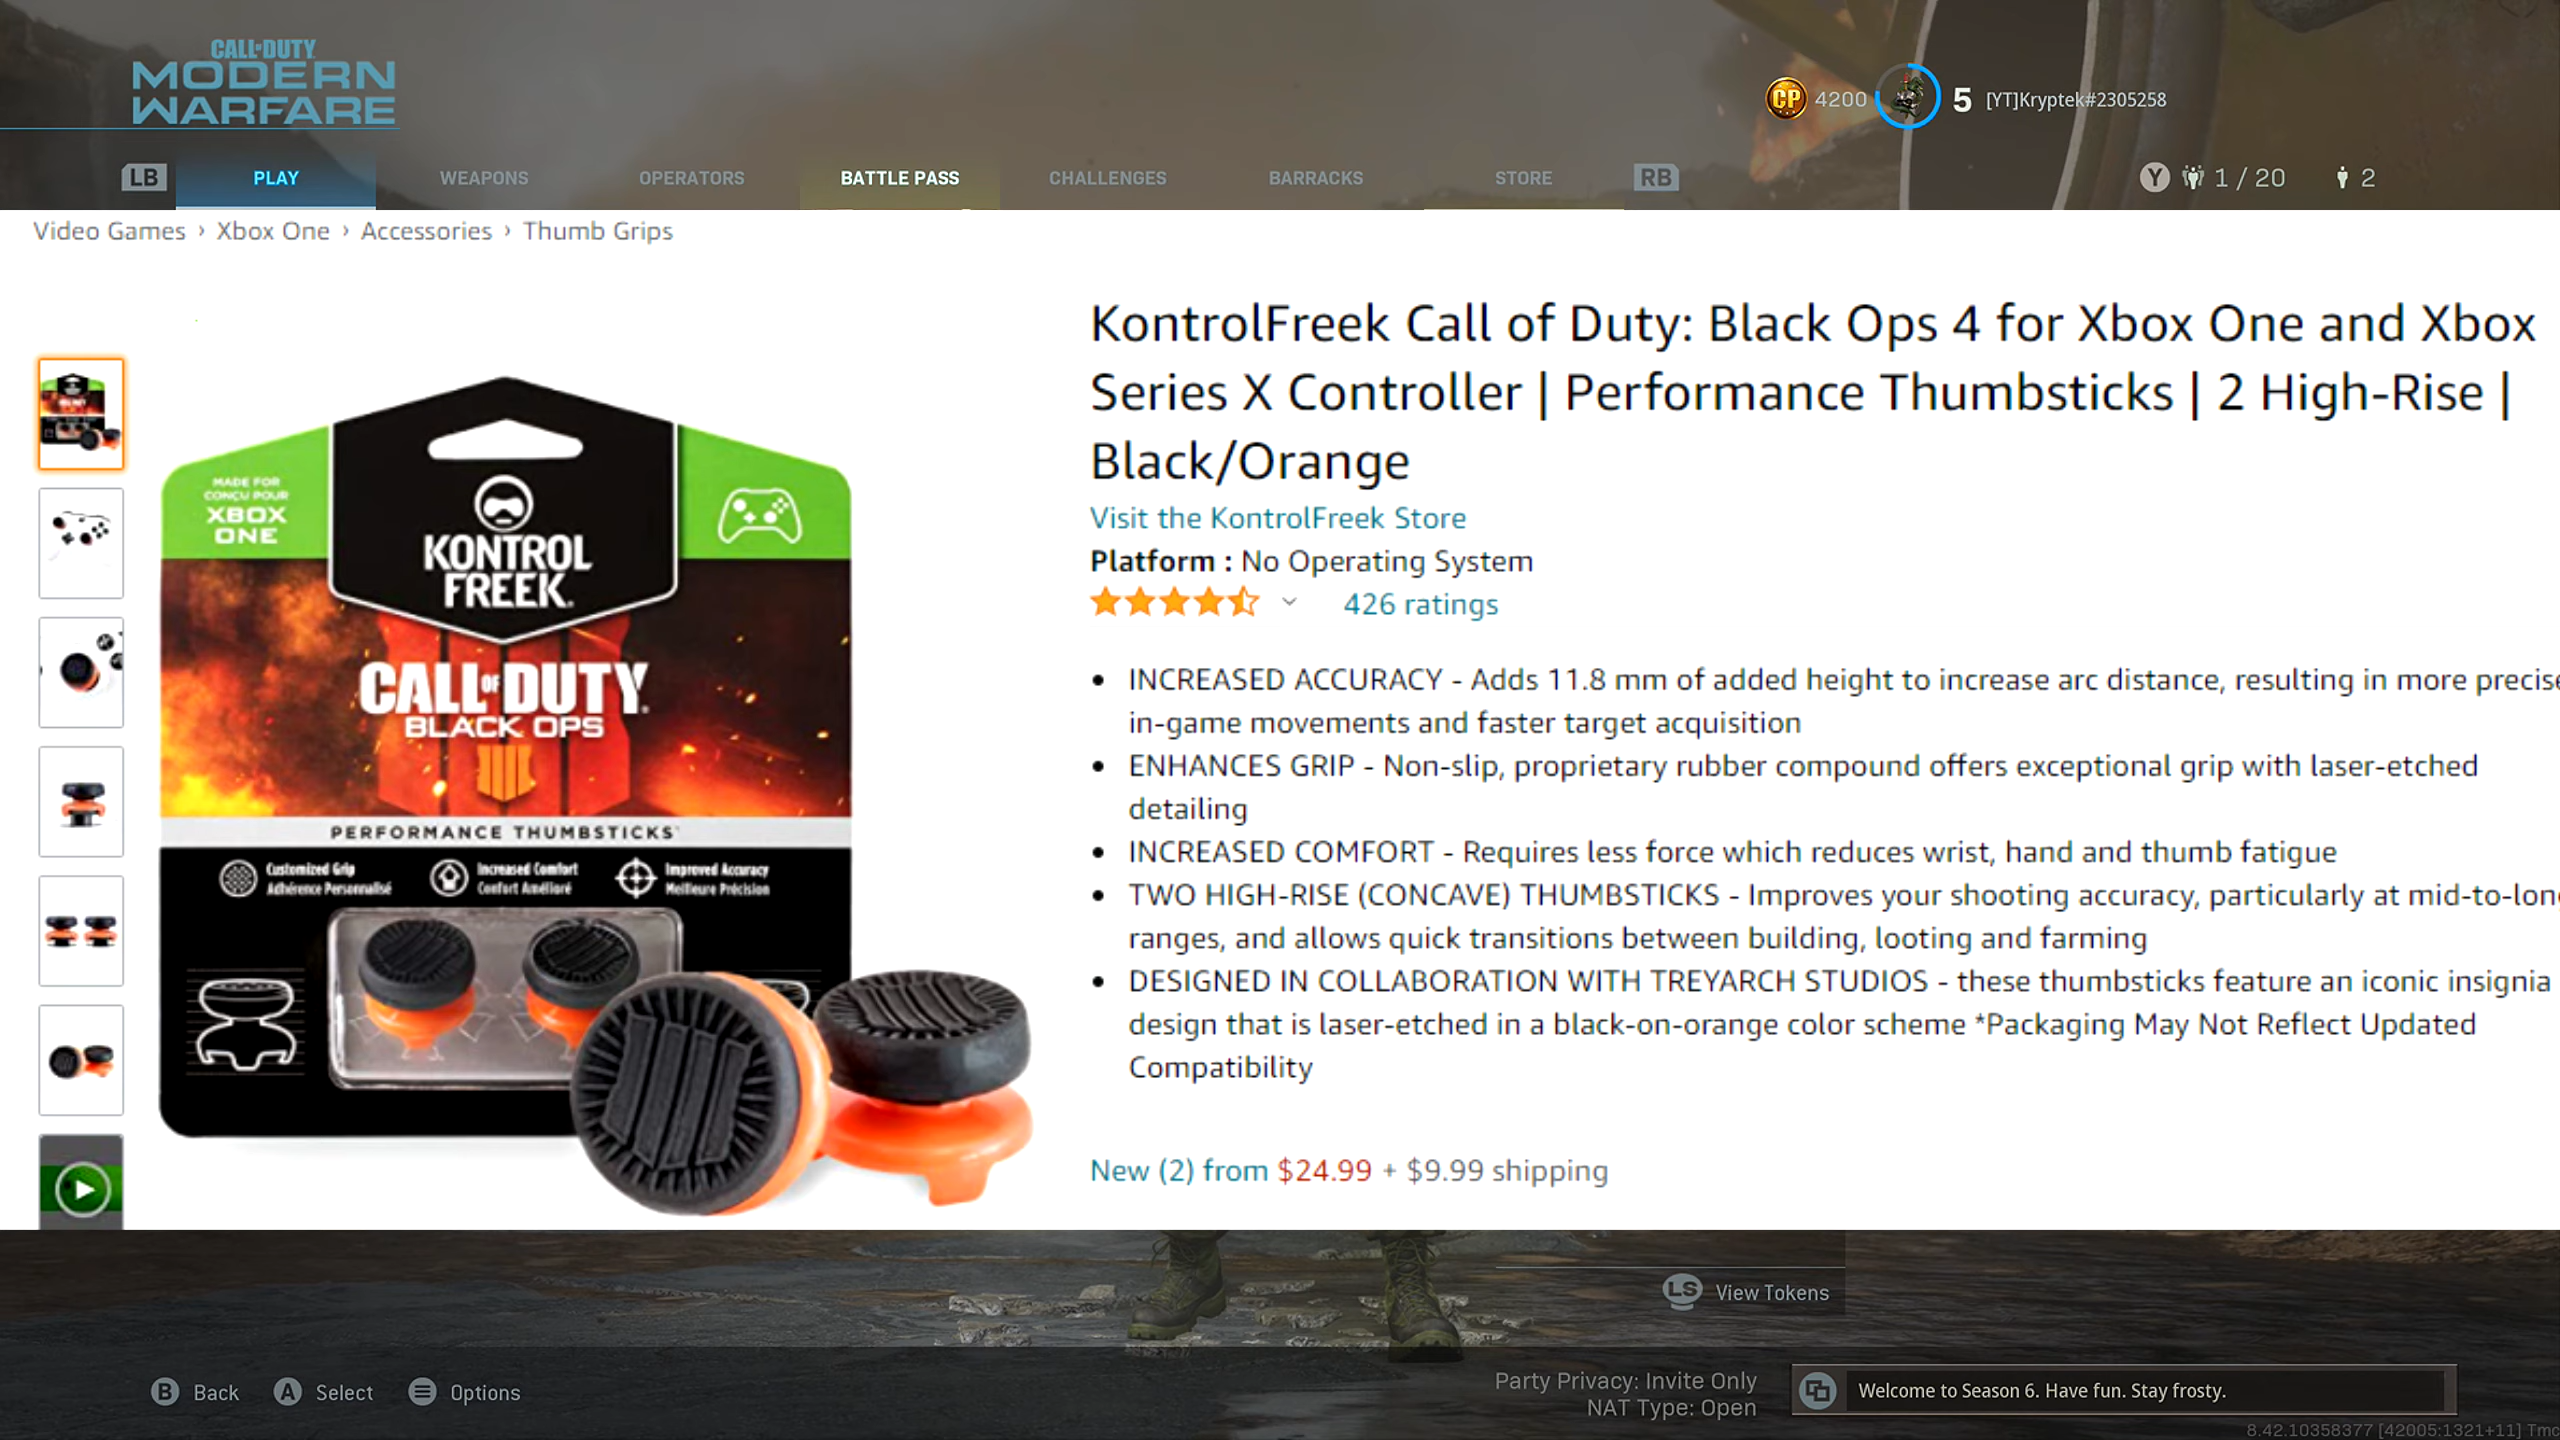 CALL OF DUTY
MODERN
WARFARE
CP 4200 5 [YT]Kryptek#2305258
LB PLAY WEAPONS OPERATORS BATTLE PASS CHALLENGES BARRACKS STORE RB Y 1 / 20 2
Video Games › Xbox One › Accessories › Thumb Grips
MADE FOR
CONÇU POUR
XBOX
ONE
KONTROL
FREEK
CALL OF DUTY
BLACK OPS
PERFORMANCE THUMBSTICKS
Customized Grip
Adhérence Personnalisé
Increased Comfort
Confort Amélioré
Improved Accuracy
Meilleure Précision
KontrolFreek Call of Duty: Black Ops 4 for Xbox One and Xbox
Series X Controller | Performance Thumbsticks | 2 High-Rise |
Black/Orange
Visit the KontrolFreek Store
Platform : No Operating System
426 ratings
• INCREASED ACCURACY - Adds 11.8 mm of added height to increase arc distance, resulting in more precise
in-game movements and faster target acquisition
• ENHANCES GRIP - Non-slip, proprietary rubber compound offers exceptional grip with laser-etched
detailing
• INCREASED COMFORT - Requires less force which reduces wrist, hand and thumb fatigue
• TWO HIGH-RISE (CONCAVE) THUMBSTICKS - Improves your shooting accuracy, particularly at mid-to-lon
ranges, and allows quick transitions between building, looting and farming
• DESIGNED IN COLLABORATION WITH TREYARCH STUDIOS - these thumbsticks feature an iconic insignia
design that is laser-etched in a black-on-orange color scheme *Packaging May Not Reflect Updated
Compatibility
New (2) from $24.99 + $9.99 shipping
LS View Tokens
B Back A Select Options
Party Privacy: Invite Only
NAT Type: Open
Welcome to Season 6. Have fun. Stay frosty.
8.42.10358377 [42005:1321+11] Tmc